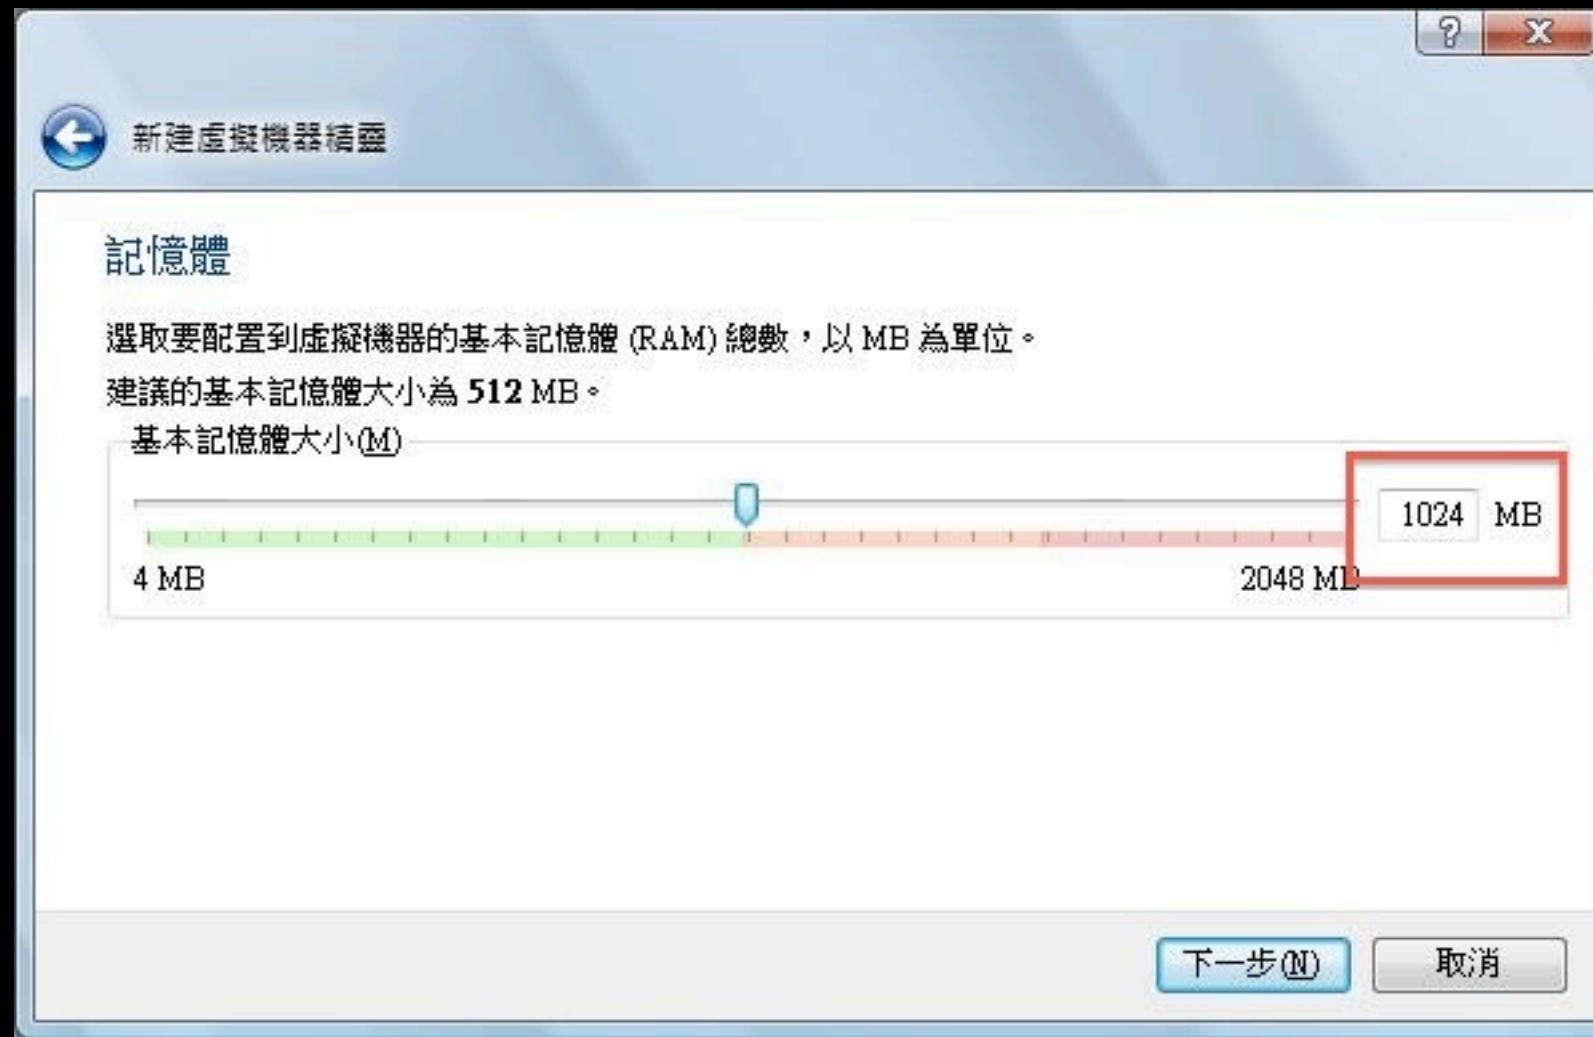 新建虛擬機器精靈
記憶體
選取要配置到虛擬機器的基本記憶體 (RAM) 總數，以 MB 為單位。
建議的基本記憶體大小為 512 MB。
基本記憶體大小(M)
1024 MB
4 MB 2048 MB
下一步(N) 取消